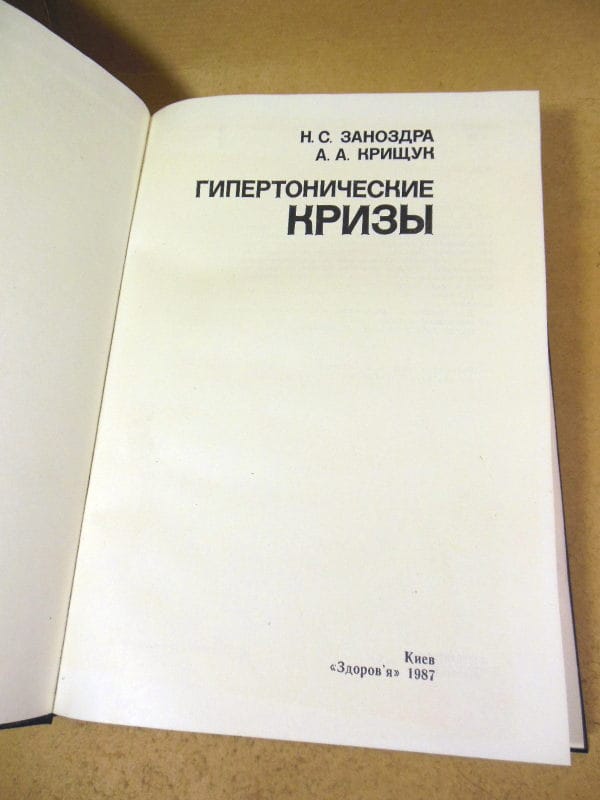 Н. С. ЗАНОЗДРА
А. А. КРИЩУК
ГИПЕРТОНИЧЕСКИЕ
КРИЗЫ
Киев
«Здоров'я» 1987